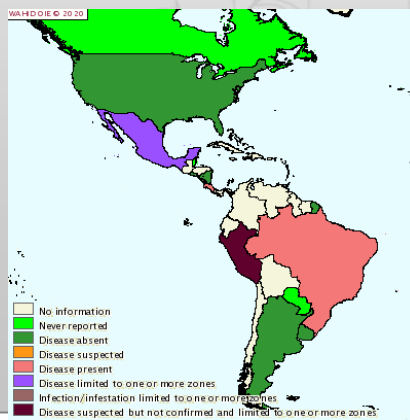 WAHID OIE © 2020
No information
Never reported
Disease absent
Disease suspected
Disease present
Disease limited to one or more zones
Infection/infestation limited to one or more zones
Disease suspected but not confirmed and limited to one or more zones